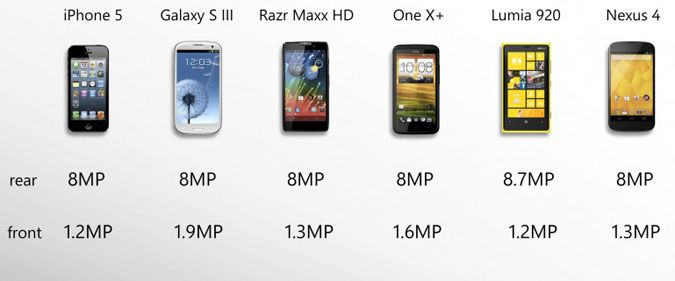 iPhone 5 Galaxy S III Razr Maxx HD One X+ Lumia 920 Nexus 4
rear 8MP 8MP 8MP 8MP 8.7MP 8MP
front 1.2MP 1.9MP 1.3MP 1.6MP 1.2MP 1.3MP